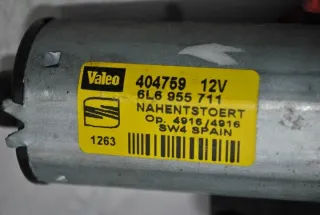 Valeo 404759 12V
6L6 955 711
NAHENTSTOERT
Op. 4916/4916
1263 SW4 SPAIN